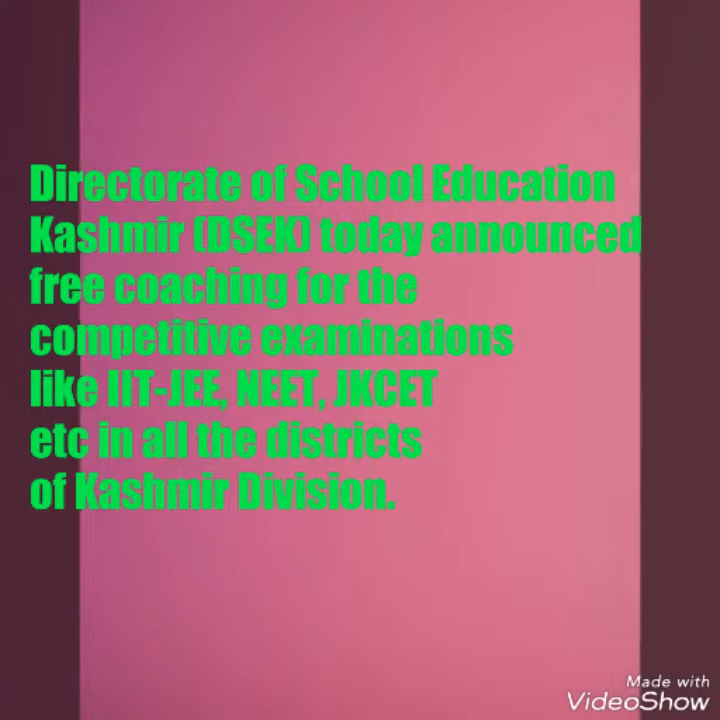 Directorate of School Education
Kashmir (DSEK) today announced
free coaching for the
competitive examinations
like IIT-JEE, NEET, JKCET
etc in all the districts
of Kashmir Division.
Made with
VideoShow